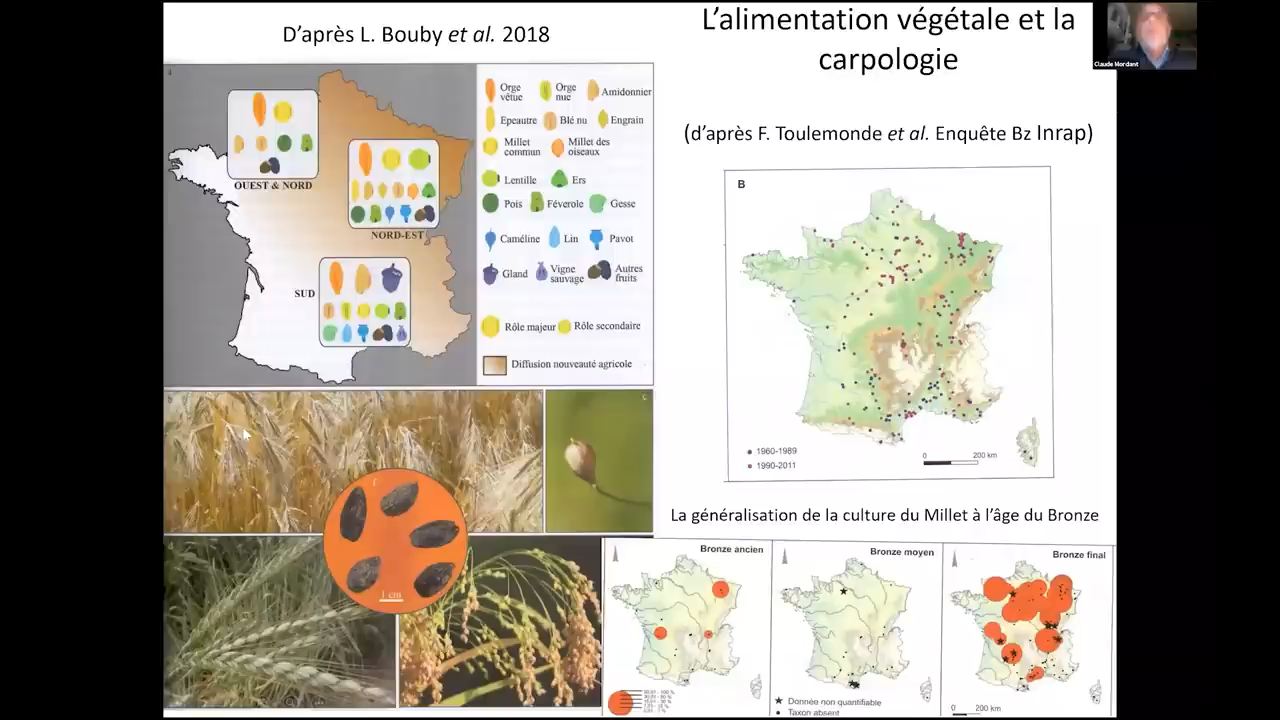 D'après L. Bouby et al. 2018
L'alimentation végétale et la
carpologie
Claude Mordant
(d'après F. Toulemonde et al. Enquête Bz Inrap)
Orge vêtue
Orge nue
Amidonnier
Epeautre
Blé nu
Engrain
Millet commun
Millet des oiseaux
Lentille
Ers
Pois
Féverole
Gesse
Caméline
Lin
Pavot
Gland
Vigne sauvage
Autres fruits
Rôle majeur
Rôle secondaire
Diffusion nouveauté agricole
OUEST & NORD
NORD-EST
SUD
B
1960-1989
1990-2011
0
200 km
La généralisation de la culture du Millet à l'âge du Bronze
Bronze ancien
Bronze moyen
Bronze final
1 cm
Donnée non quantifiable
Taxon absent
0 200 km